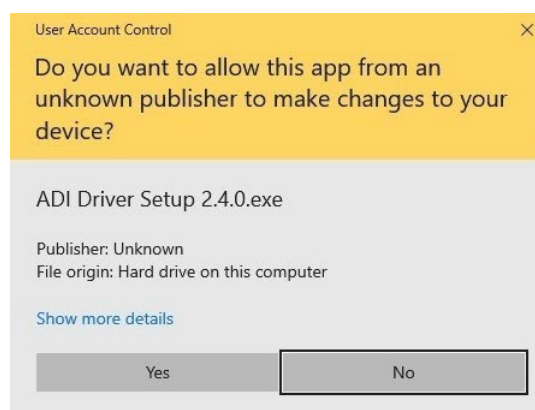 User Account Control
Do you want to allow this app from an
unknown publisher to make changes to your
device?
ADI Driver Setup 2.4.0.exe
Publisher: Unknown
File origin: Hard drive on this computer
Show more details
Yes
No